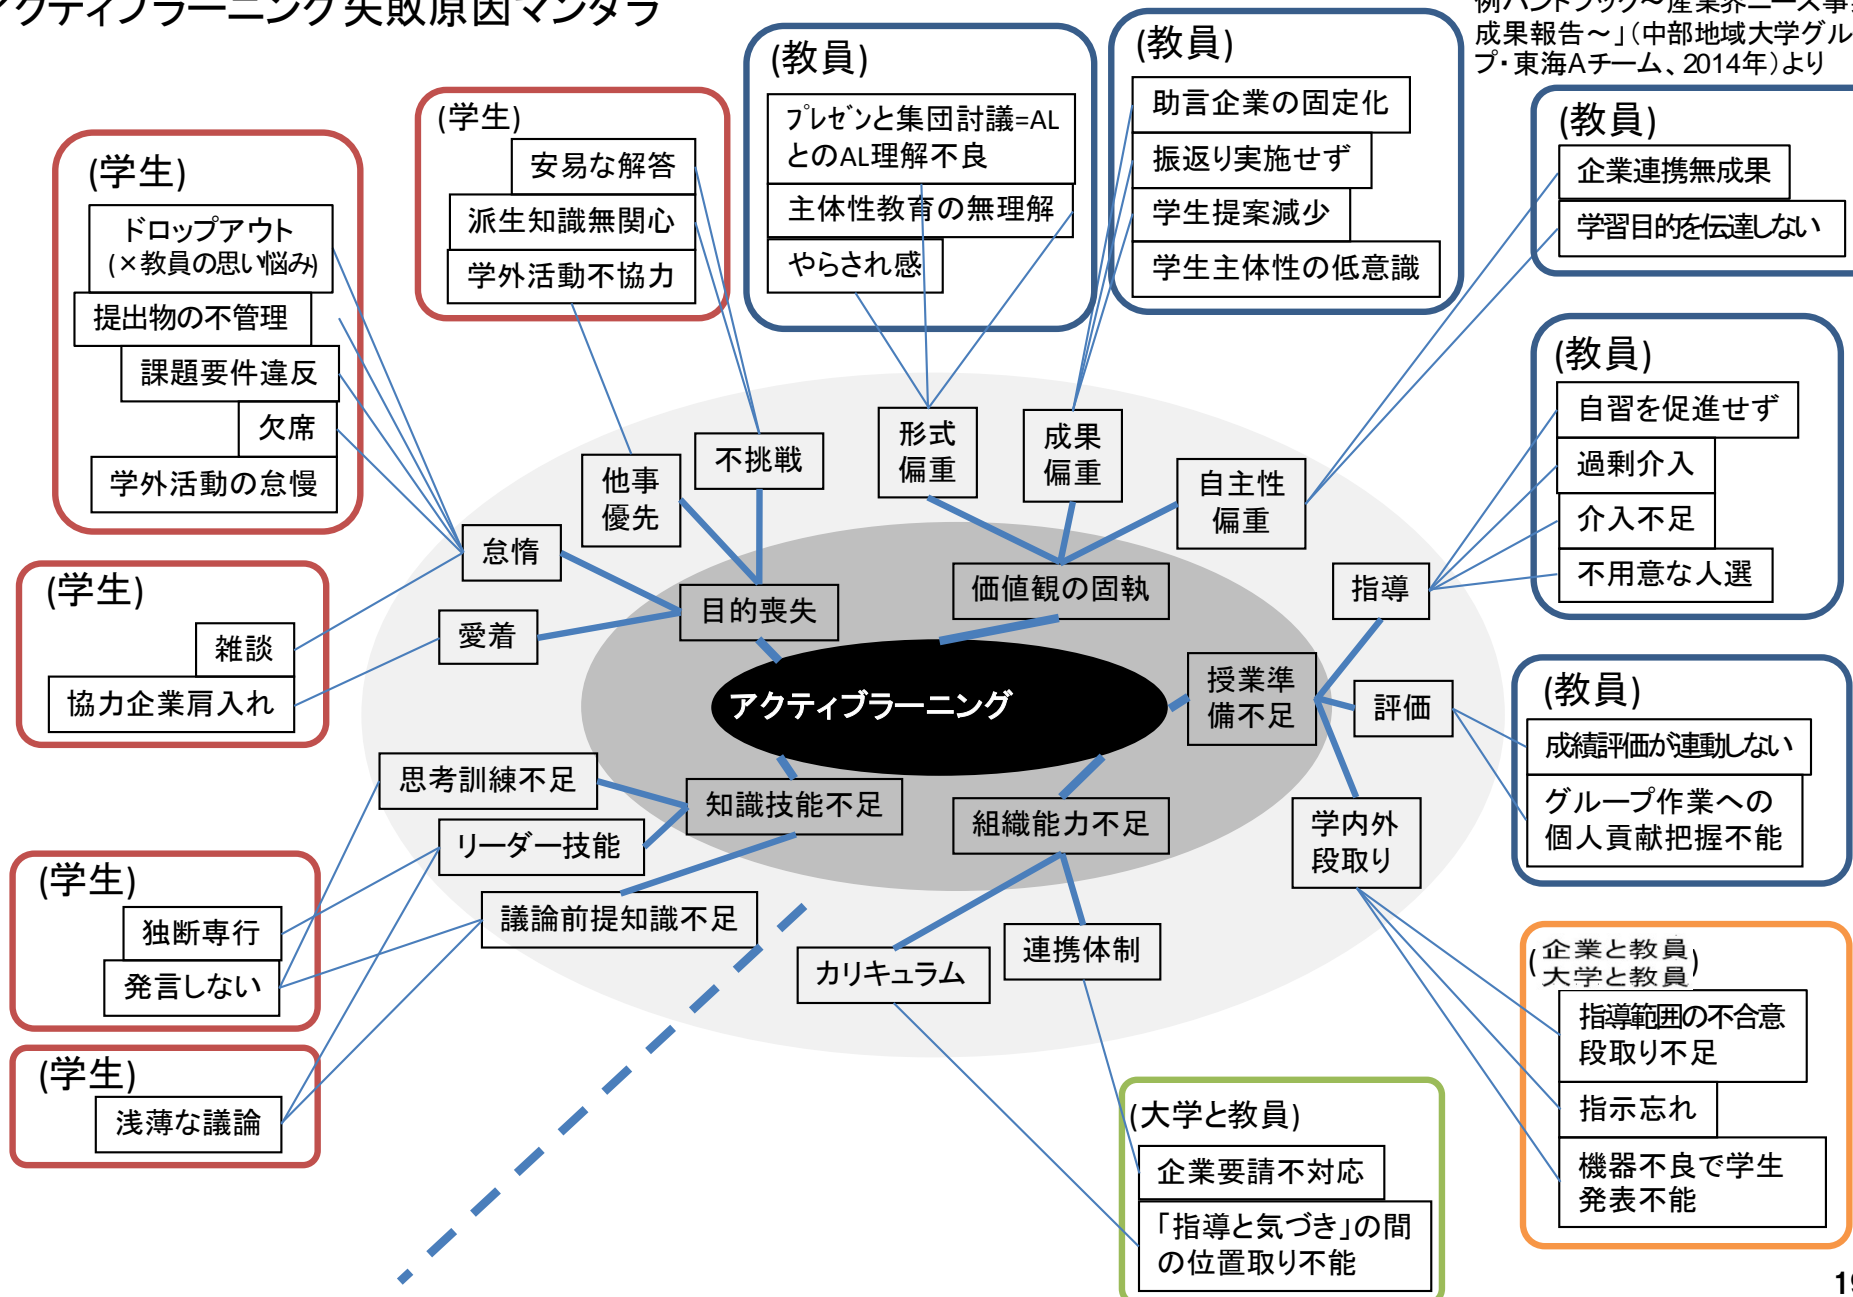 アクティブラーニング失敗原因マンダラ
例ハンドブック～産業界ニーズ事業
成果報告～」(中部地域大学グルー
プ・東海Aチーム、2014年)より
(学生)
ドロップアウト
(×教員の思い悩み)
提出物の不管理
課題要件違反
欠席
学外活動の怠慢
(学生)
安易な解答
派生知識無関心
学外活動不協力
(教員)
プレゼンと集団討議=AL
とのAL理解不良
主体性教育の無理解
やらされ感
(教員)
助言企業の固定化
振返り実施せず
学生提案減少
学生主体性の低意識
(教員)
企業連携無成果
学習目的を伝達しない
(教員)
自習を促進せず
過剰介入
介入不足
不用意な人選
(学生)
雑談
協力企業肩入れ
怠惰
愛着
他事
優先
不挑戦
形式
偏重
成果
偏重
自主性
偏重
指導
評価
学内外
段取り
目的喪失
価値観の固執
授業準
備不足
アクティブラーニング
知識技能不足
組織能力不足
思考訓練不足
リーダー技能
議論前提知識不足
カリキュラム
連携体制
(教員)
成績評価が連動しない
グループ作業への
個人貢献把握不能
(学生)
独断専行
発言しない
(学生)
浅薄な議論
(企業と教員
大学と教員)
指導範囲の不合意
段取り不足
指示忘れ
機器不良で学生
発表不能
(大学と教員)
企業要請不対応
「指導と気づき」の間
の位置取り不能